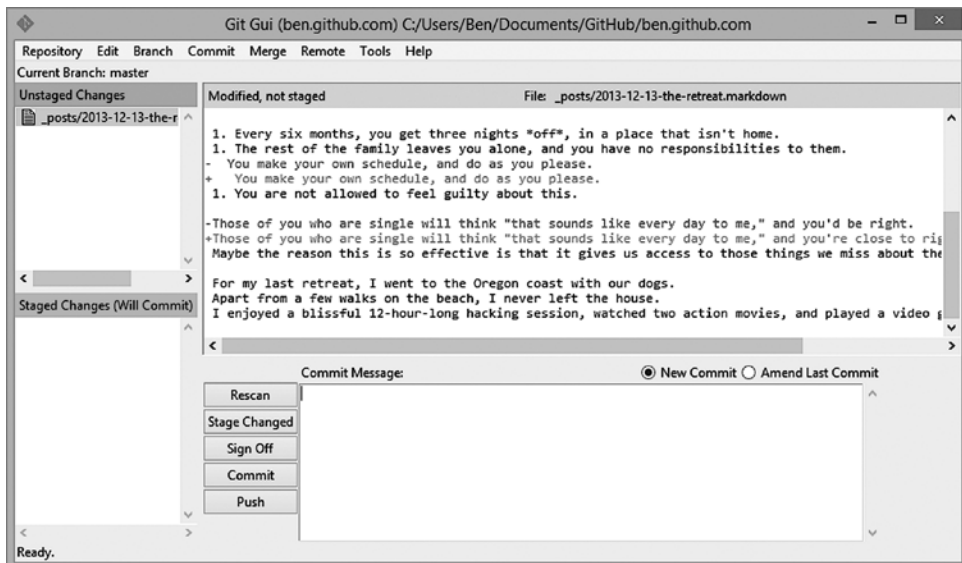 Git Gui (ben.github.com) C:/Users/Ben/Documents/GitHub/ben.github.com
Repository Edit Branch Commit Merge Remote Tools Help
Current Branch: master
Unstaged Changes
_posts/2013-12-13-the-r
Staged Changes (Will Commit)
Modified, not staged File: _posts/2013-12-13-the-retreat.markdown
1. Every six months, you get three nights *off*, in a place that isn't home.
1. The rest of the family leaves you alone, and you have no responsibilities to them.
-  You make your own schedule, and do as you please.
+   You make your own schedule, and do as you please.
1. You are not allowed to feel guilty about this.
-Those of you who are single will think "that sounds like every day to me," and you'd be right.
+Those of you who are single will think "that sounds like every day to me," and you're close to rig
Maybe the reason this is so effective is that it gives us access to those things we miss about the
For my last retreat, I went to the Oregon coast with our dogs.
Apart from a few walks on the beach, I never left the house.
I enjoyed a blissful 12-hour-long hacking session, watched two action movies, and played a video g
Commit Message: New Commit Amend Last Commit
Rescan
Stage Changed
Sign Off
Commit
Push
Ready.